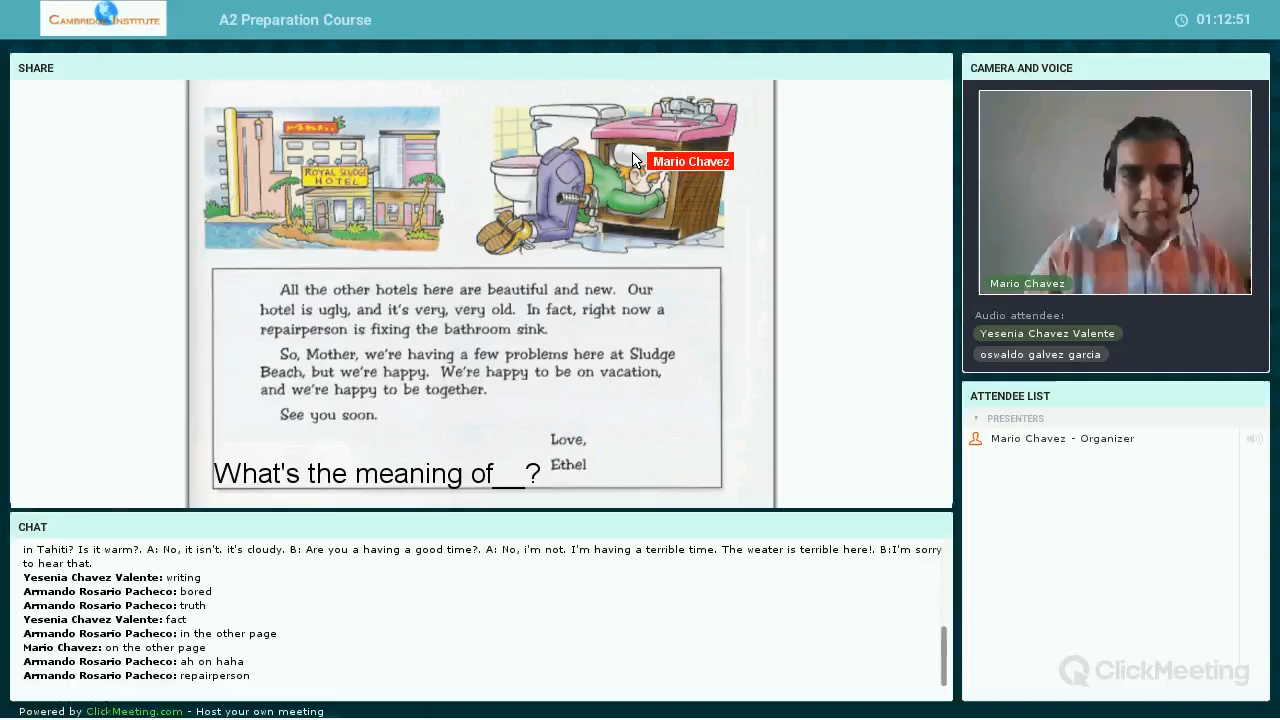 CAMBRIDGE INSTITUTE
A2 Preparation Course
01:12:51
SHARE
ROYAL SLUDGE
HOTEL
Mario Chavez
All the other hotels here are beautiful and new. Our
hotel is ugly, and it's very, very old. In fact, right now a
repairperson is fixing the bathroom sink.
So, Mother, we're having a few problems here at Sludge
Beach, but we're happy. We're happy to be on vacation,
and we're happy to be together.
See you soon.
Love,
Ethel
What's the meaning of__?
CAMERA AND VOICE
Mario Chavez
Audio attendee:
Yesenia Chavez Valente
oswaldo galvez garcia
ATTENDEE LIST
PRESENTERS
Mario Chavez - Organizer
ClickMeeting
CHAT
in Tahiti? Is it warm?. A: No, it isn't. it's cloudy. B: Are you a having a good time?. A: No, i'm not. I'm having a terrible time. The weater is terrible here!. B:I'm sorry
to hear that.
Yesenia Chavez Valente: writing
Armando Rosario Pacheco: bored
Armando Rosario Pacheco: truth
Yesenia Chavez Valente: fact
Armando Rosario Pacheco: in the other page
Mario Chavez: on the other page
Armando Rosario Pacheco: ah on haha
Armando Rosario Pacheco: repairperson
Powered by ClickMeeting.com - Host your own meeting